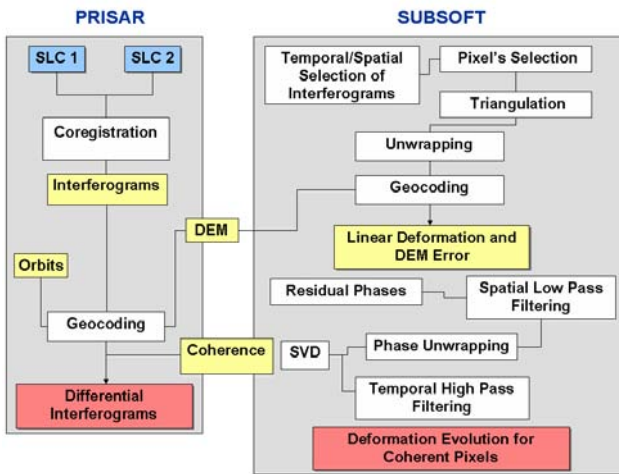 PRISAR
SLC 1
SLC 2
Coregistration
Interferograms
DEM
Orbits
Geocoding
Coherence
Differential
Interferograms
SUBSOFT
Temporal/Spatial
Selection of
Interferograms
Pixel's Selection
Triangulation
Unwrapping
Geocoding
Linear Deformation and
DEM Error
Residual Phases
Spatial Low Pass
Filtering
SVD
Phase Unwrapping
Temporal High Pass
Filtering
Deformation Evolution for
Coherent Pixels